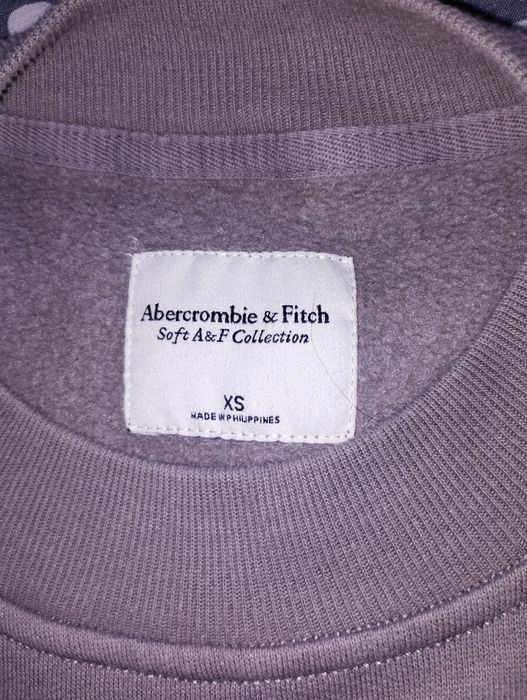 Abercrombie & Fitch
Soft A&F Collection
XS
MADE IN PHILIPPINES